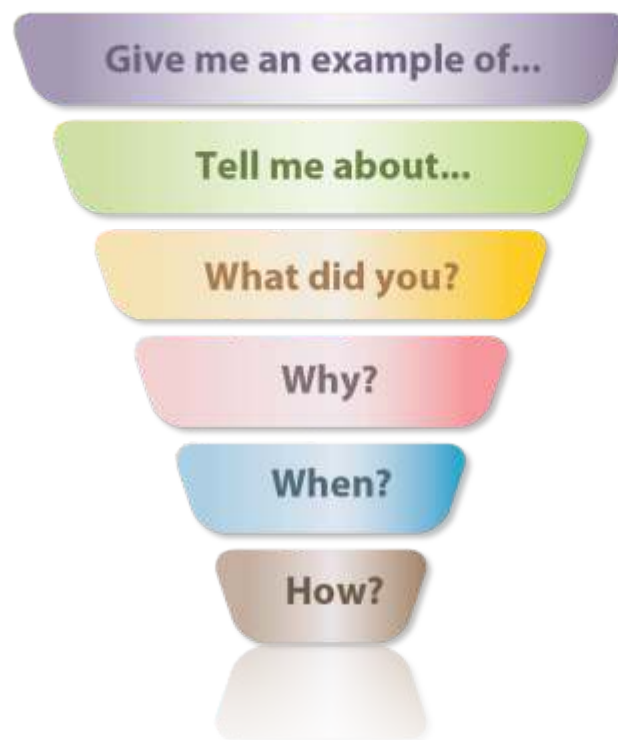 Give me an example of...
Tell me about...
What did you?
Why?
When?
How?